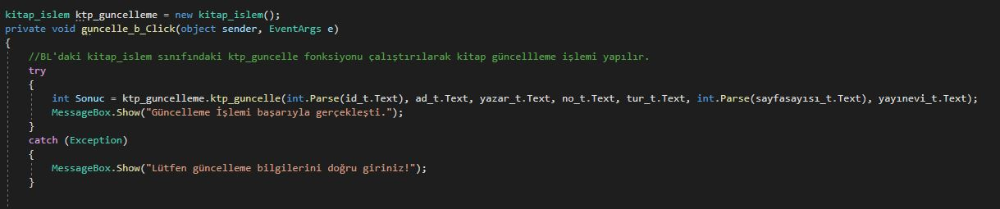 kitap_islem ktp_guncelleme = new kitap_islem();
private void guncelle_b_Click(object sender, EventArgs e)
{
//BL'daki kitap_islem sınıfındaki ktp_guncelle fonksiyonu çalıştırılarak kitap güncellleme işlemi yapılır.
try
{
int Sonuc = ktp_guncelleme.ktp_guncelle(int.Parse(id_t.Text), ad_t.Text, yazar_t.Text, no_t.Text, tur_t.Text, int.Parse(sayfasayısı_t.Text), yayınevi_t.Text);
MessageBox.Show("Güncelleme İşlemi başarıyla gerçekleşti.");
}
catch (Exception)
{
MessageBox.Show("Lütfen güncelleme bilgilerini doğru giriniz!");
}